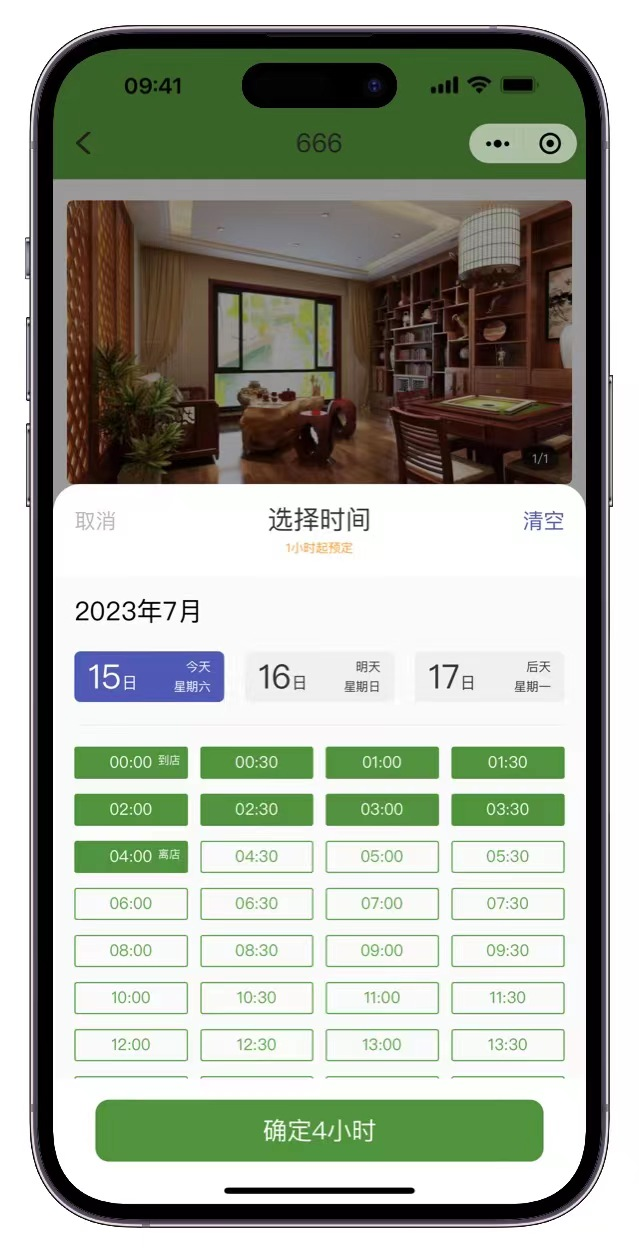 09:41
666
1/1
取消
选择时间
清空
1小时起预定
2023年7月
15日 今天 星期六
16日 明天 星期日
17日 后天 星期一
00:00 到店 00:30 01:00 01:30
02:00 02:30 03:00 03:30
04:00 离店 04:30 05:00 05:30
06:00 06:30 07:00 07:30
08:00 08:30 09:00 09:30
10:00 10:30 11:00 11:30
12:00 12:30 13:00 13:30
确定4小时